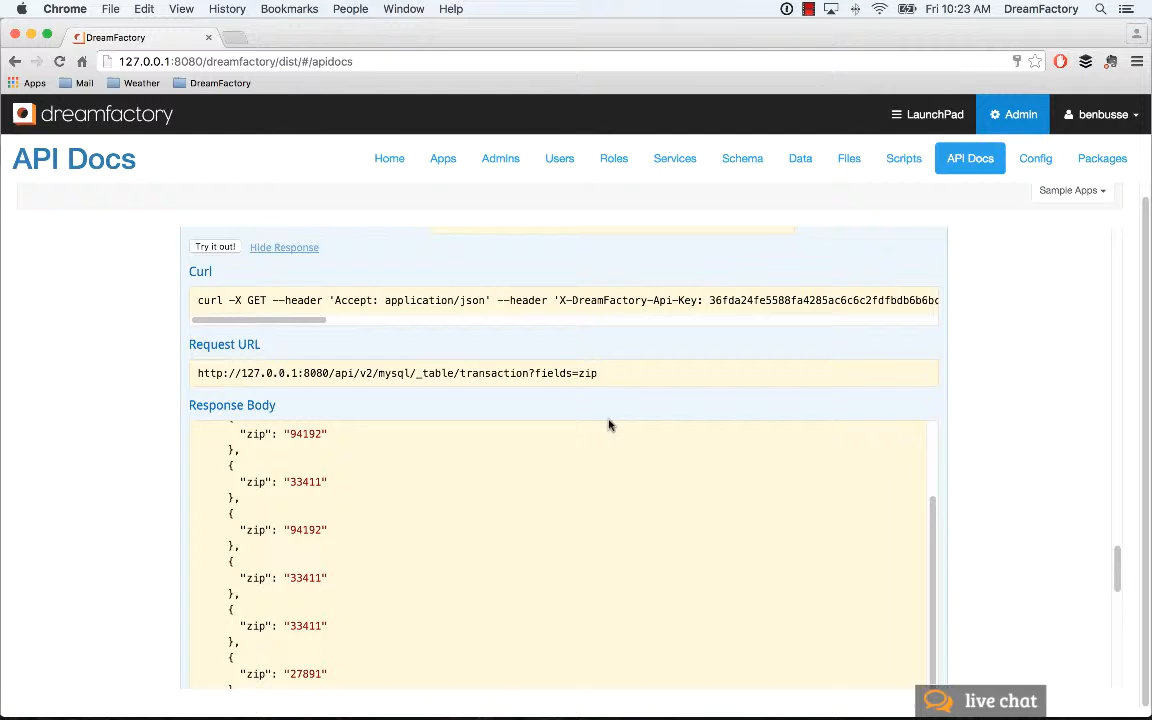 Chrome File Edit View History Bookmarks People Window Help Fri 10:23 AM DreamFactory
DreamFactory
127.0.0.1:8080/dreamfactory/dist/#/apidocs
Apps Mail Weather DreamFactory
dreamfactory LaunchPad Admin benbusse
API Docs Home Apps Admins Users Roles Services Schema Data Files Scripts API Docs Config Packages
Sample Apps
Try it out! Hide Response
Curl
curl -X GET --header 'Accept: application/json' --header 'X-DreamFactory-Api-Key:
Request URL
http://127.0.0.1:8080/api/v2/mysql/_table/transaction?fields=zip
Response Body
"zip": "94192"
},
{
"zip": "33411"
},
{
"zip": "94192"
},
{
"zip": "33411"
},
{
"zip": "33411"
},
{
"zip": "27891"
live chat